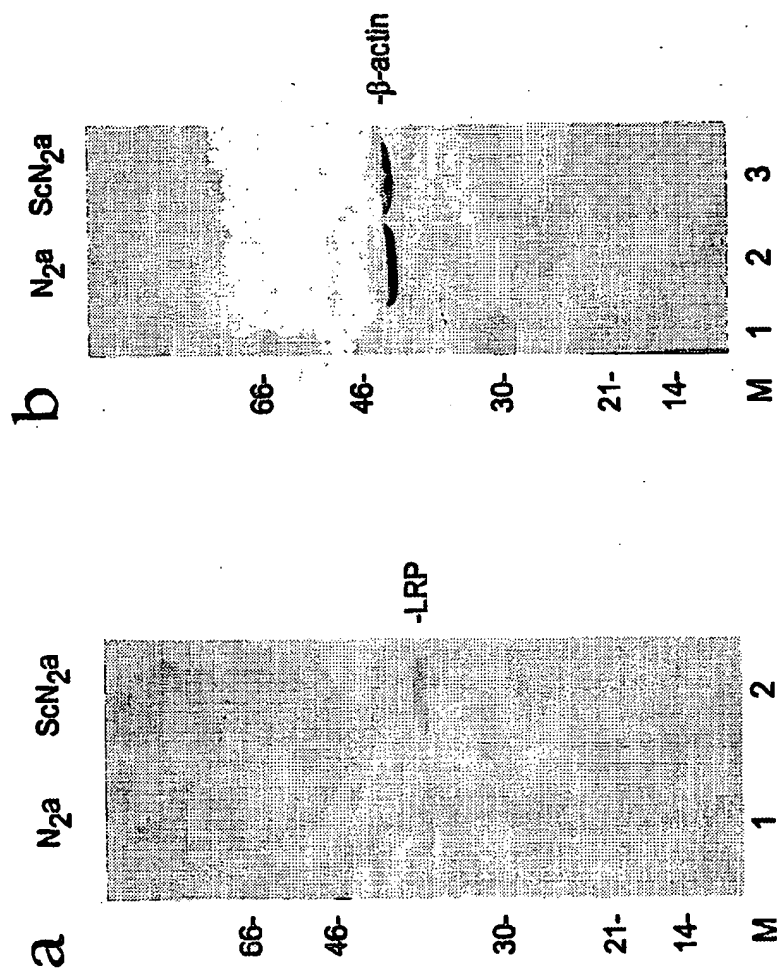 a
N2a ScN2a
66-
46-
-LRP
30-
21-
14-
M 1 2
b
N2a ScN2a
66-
46-
-β-actin
30-
21-
14-
M 1 2 3